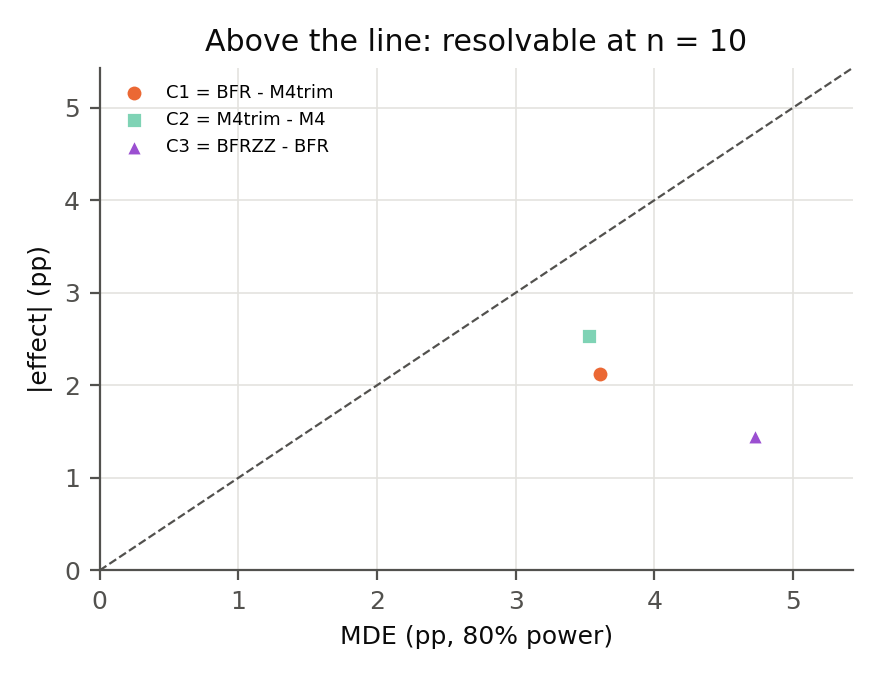 Above the line: resolvable at n = 10
C1 = BFR - M4trim
C2 = M4trim - M4
C3 = BFRZZ - BFR
|effect| (pp)
5
4
3
2
1
0
0 1 2 3 4 5
MDE (pp, 80% power)